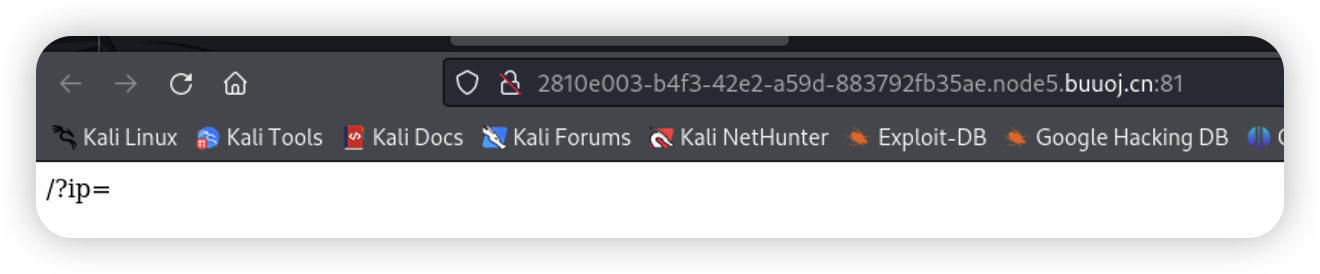 2810e003-b4f3-42e2-a59d-883792fb35ae.node5.buuoj.cn:81
Kali Linux Kali Tools Kali Docs Kali Forums Kali NetHunter Exploit-DB Google Hacking DB
/?ip=